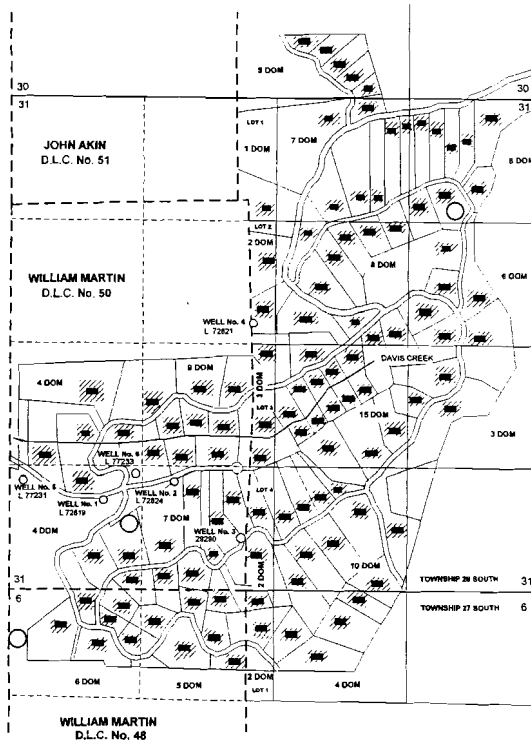 5 DOM
30
30
31
31
LOT 1
7 DOM
JOHN AKIN
D.L.C. No. 51
1 DOM
8 DOM
LOT 2
2 DOM
WILLIAM MARTIN
D.L.C. No. 50
8 DOM
6 DOM
WELL No. 4
L 72821
DAVIS CREEK
9 DOM
4 DOM
3 DOM
LOT 3
15 DOM
3 DOM
WELL No. 6
L 77233
WELL No. 5
L 77231
WELL No. 2
L 72824
WELL No. 1
L 72819
LOT 4
7 DOM
4 DOM
WELL No. 3
29290
2 DOM
10 DOM
TOWNSHIP 26 SOUTH
31
31
6
TOWNSHIP 27 SOUTH
6
6 DOM
5 DOM
2 DOM
LOT 1
4 DOM
WILLIAM MARTIN
D.L.C. No. 48